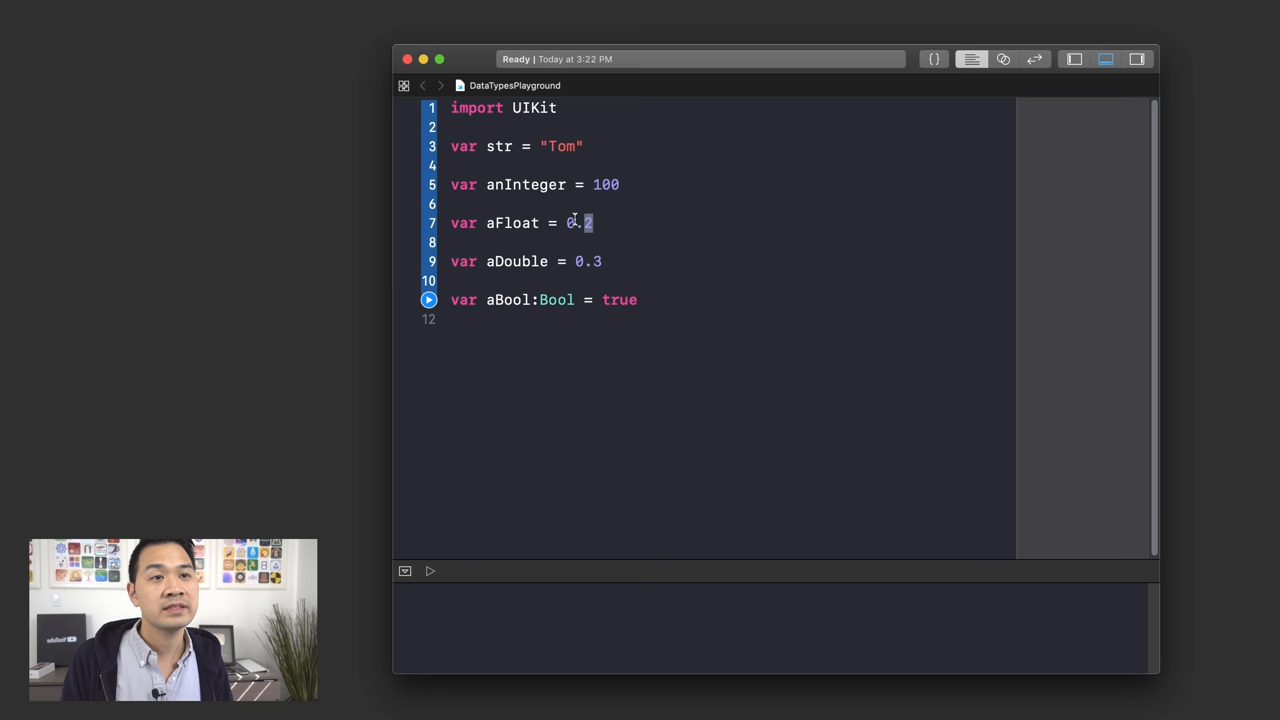 Ready | Today at 3:22 PM
{}
DataTypesPlayground
1 import UIKit
2
3 var str = "Tom"
4
5 var anInteger = 100
6
7 var aFloat = 0.2
8
9 var aDouble = 0.3
10
var aBool:Bool = true
12
YouTube